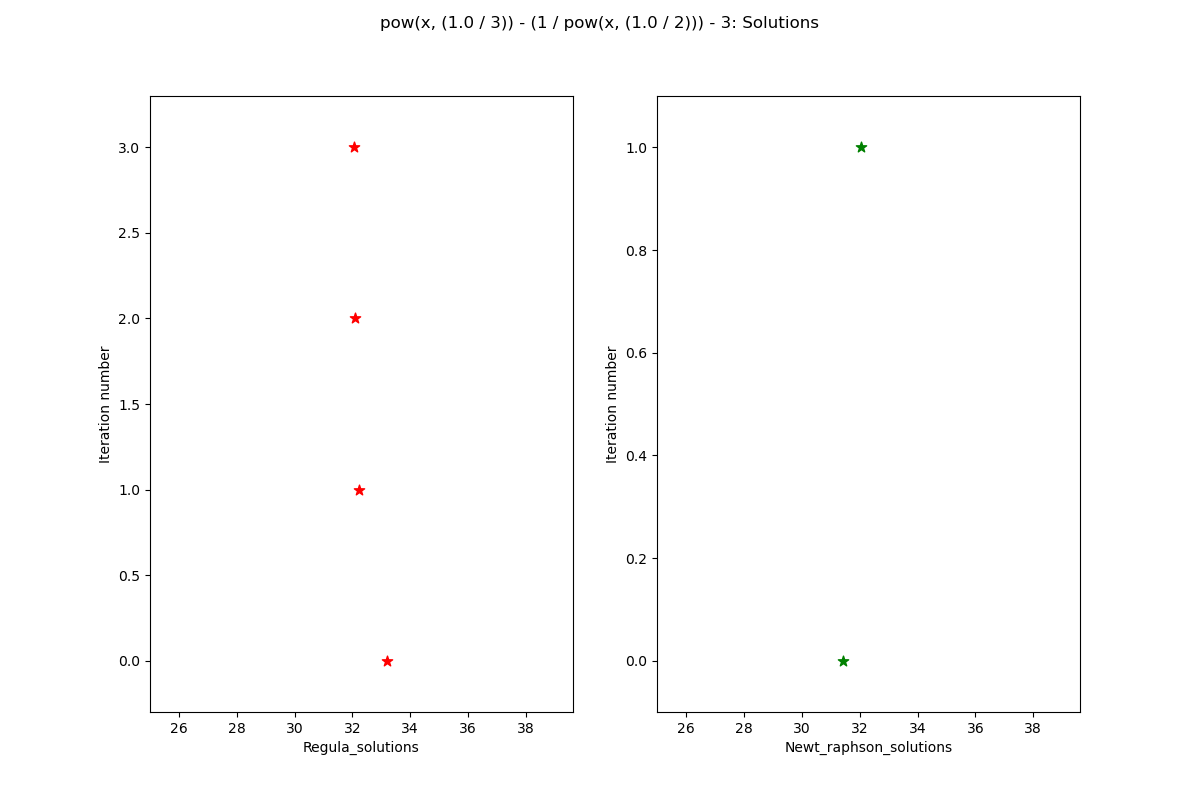 pow(x, (1.0 / 3)) - (1 / pow(x, (1.0 / 2))) - 3: Solutions
3.0
2.5
2.0
1.5
1.0
0.5
0.0
Iteration number
26 28 30 32 34 36 38
Regula_solutions
1.0
0.8
0.6
0.4
0.2
0.0
Iteration number
26 28 30 32 34 36 38
Newt_raphson_solutions